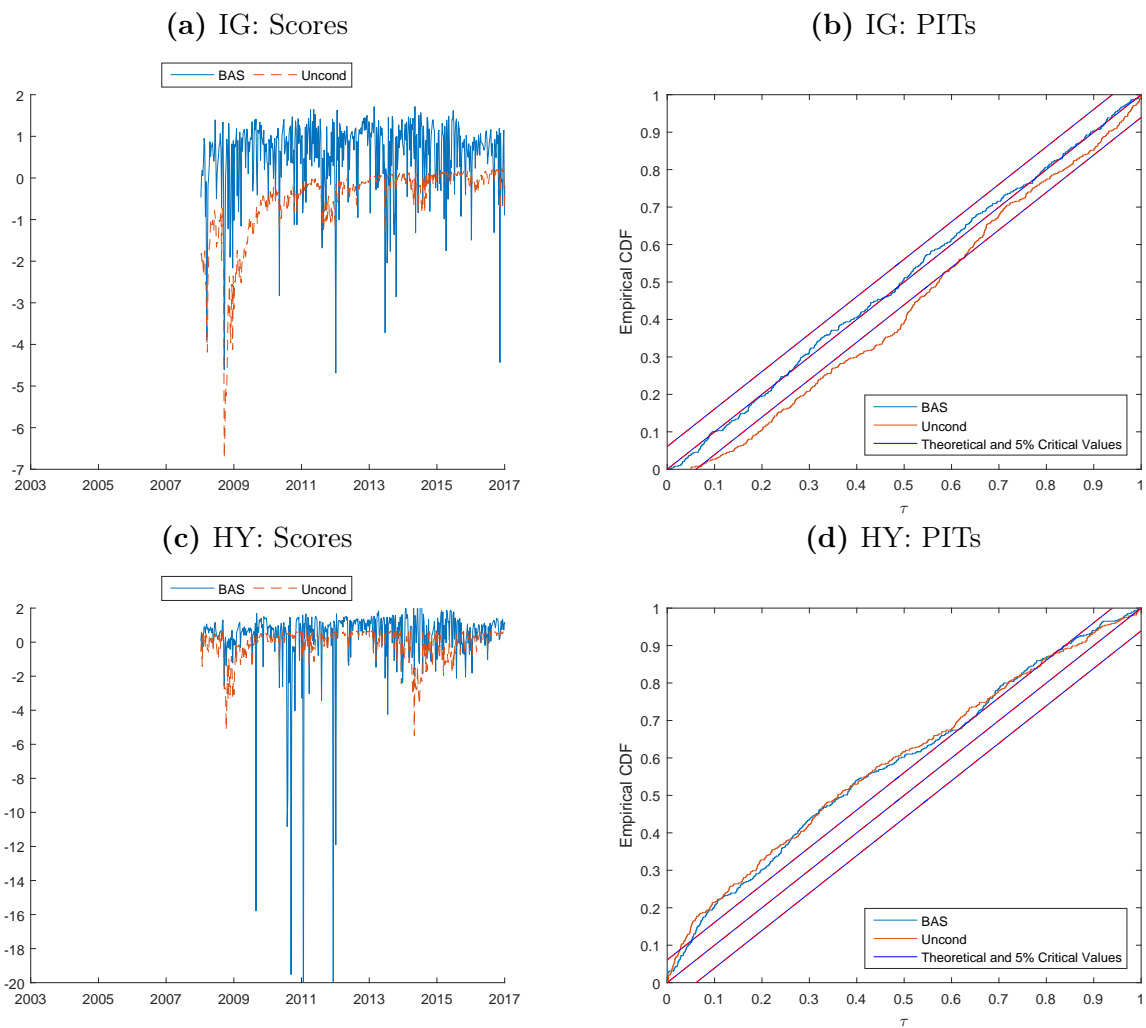 (a) IG: Scores
BAS Uncond
2
1
0
-1
-2
-3
-4
-5
-6
-7
2003 2005 2007 2009 2011 2013 2015 2017
(b) IG: PITs
1
0.9
0.8
0.7
0.6
0.5
0.4
0.3
0.2
0.1
0
Empirical CDF
BAS
Uncond
Theoretical and 5% Critical Values
0 0.1 0.2 0.3 0.4 0.5 0.6 0.7 0.8 0.9 1
τ
(c) HY: Scores
BAS Uncond
2
0
-2
-4
-6
-8
-10
-12
-14
-16
-18
-20
2003 2005 2007 2009 2011 2013 2015 2017
(d) HY: PITs
1
0.9
0.8
0.7
0.6
0.5
0.4
0.3
0.2
0.1
0
Empirical CDF
BAS
Uncond
Theoretical and 5% Critical Values
0 0.1 0.2 0.3 0.4 0.5 0.6 0.7 0.8 0.9 1
τ